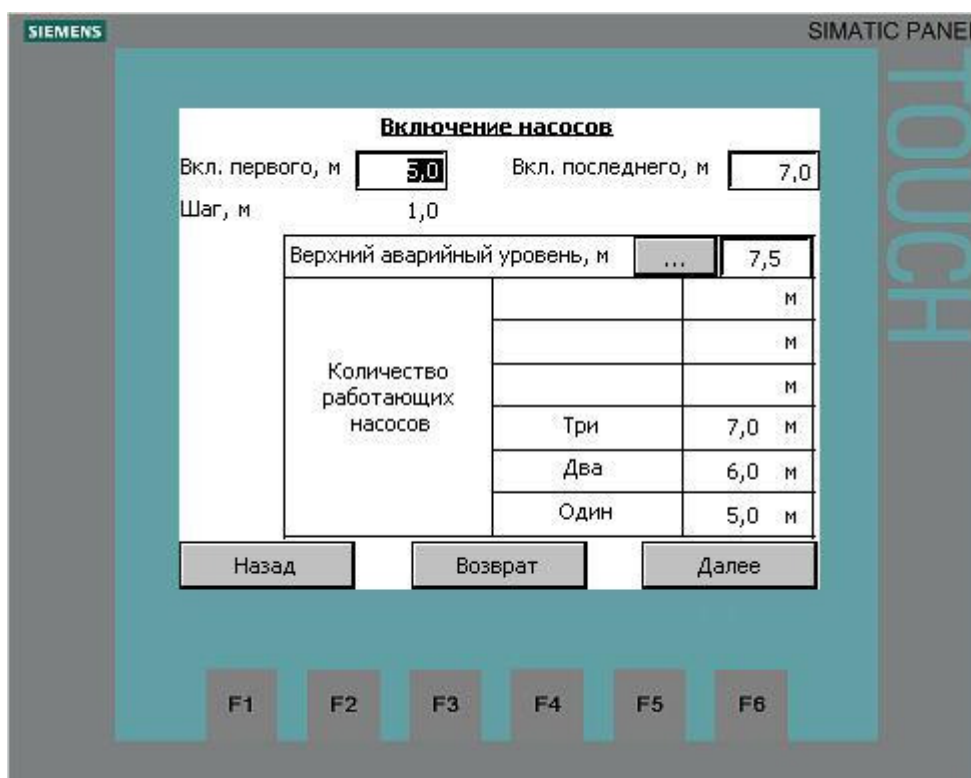 SIEMENS
SIMATIC PANEL
TOUCH
Включение насосов
Вкл. первого, м 5,0 Вкл. последнего, м 7,0
Шаг, м 1,0
Верхний аварийный уровень, м ... 7,5
м
м
Количество работающих насосов м
Три 7,0 м
Два 6,0 м
Один 5,0 м
Назад Возврат Далее
F1 F2 F3 F4 F5 F6